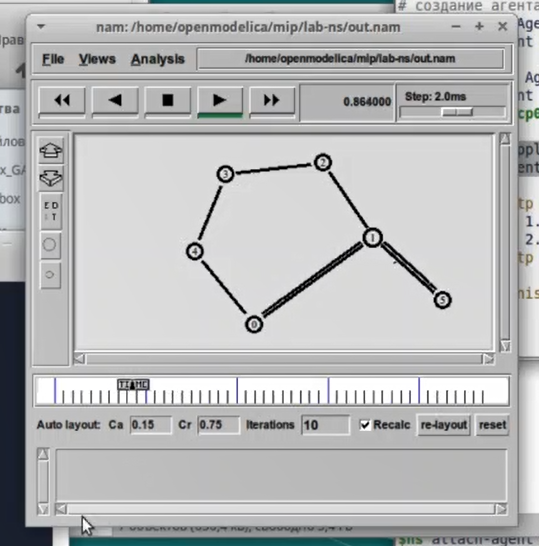 # создание агента
nam: /home/openmodelica/mip/lab-ns/out.nam
File Views Analysis /home/openmodelica/mip/lab-ns/out.nam
0.864000 Step: 2.0ms
3
2
1
4
5
0
TIME
Auto layout: Ca 0.15 Cr 0.75 Iterations 10 Recalc re-layout reset
$ns attach-agent